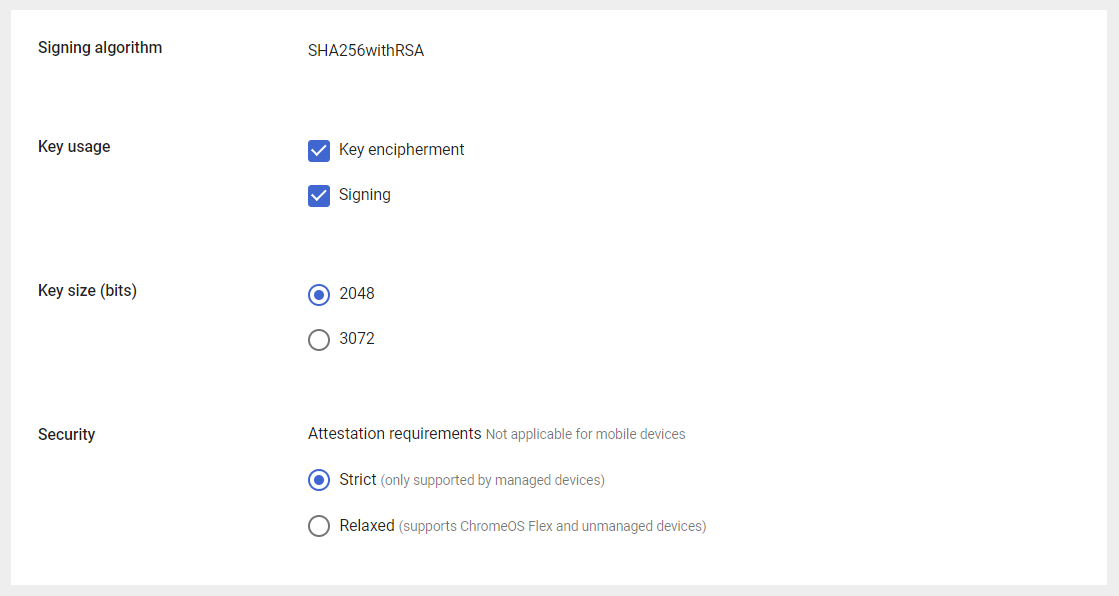 Signing algorithm SHA256withRSA
Key usage Key encipherment
Signing
Key size (bits) 2048
3072
Security Attestation requirements Not applicable for mobile devices
Strict (only supported by managed devices)
Relaxed (supports ChromeOS Flex and unmanaged devices)